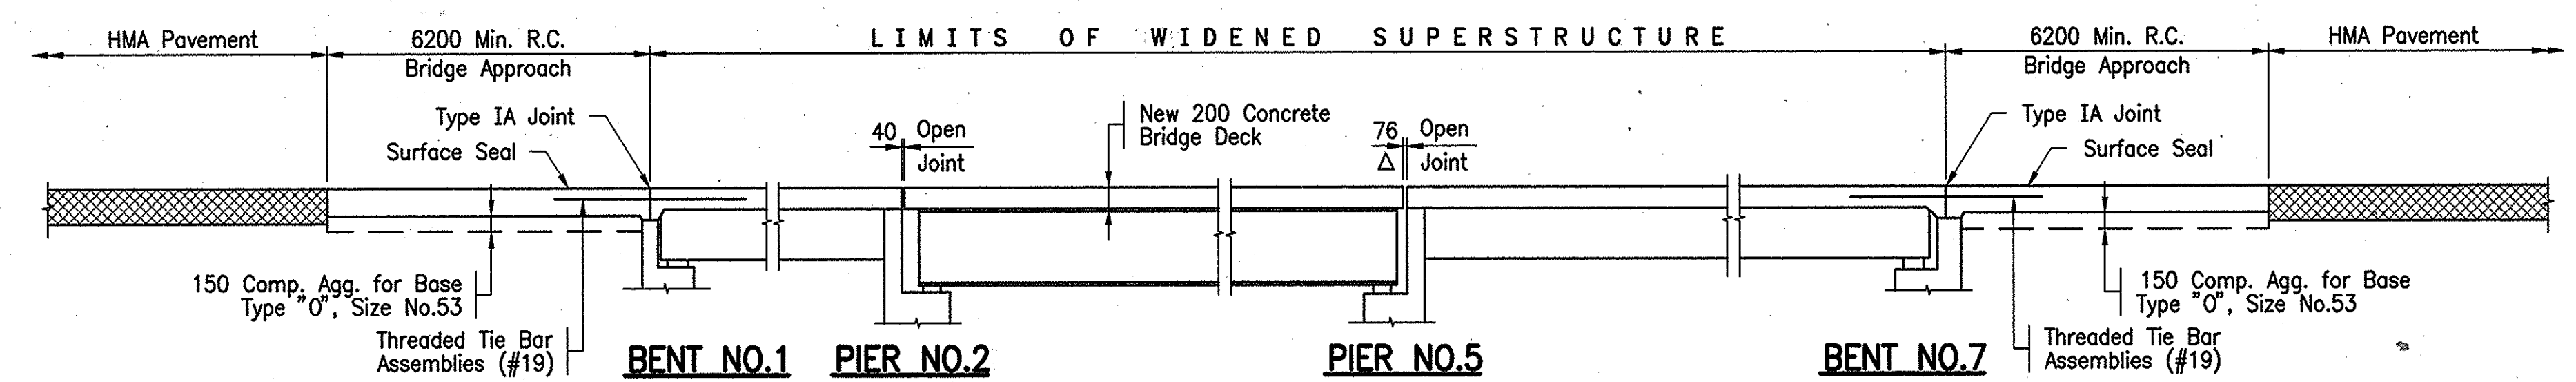 HMA Pavement
6200 Min. R.C.
Bridge Approach
LIMITS OF WIDENED SUPERSTRUCTURE
6200 Min. R.C.
Bridge Approach
HMA Pavement
Type IA Joint
Surface Seal
40 Open
Joint
New 200 Concrete
Bridge Deck
76 Open
Δ Joint
Type IA Joint
Surface Seal
150 Comp. Agg. for Base
Type "O", Size No.53
Threaded Tie Bar
Assemblies (#19)
150 Comp. Agg. for Base
Type "O", Size No.53
Threaded Tie Bar
Assemblies (#19)
BENT NO.1
PIER NO.2
PIER NO.5
BENT NO.7